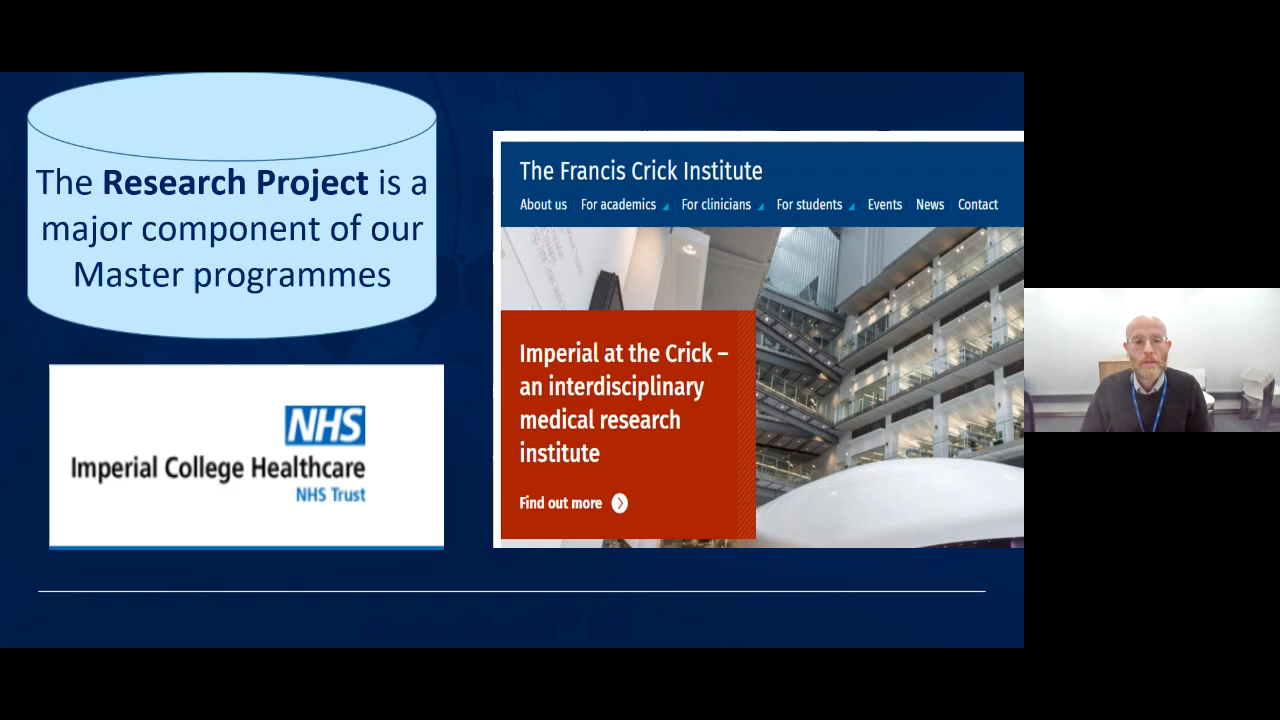 The Research Project is a
major component of our
Master programmes
NHS
Imperial College Healthcare
NHS Trust
The Francis Crick Institute
About us For academics For clinicians For students Events News Contact
Imperial at the Crick –
an interdisciplinary
medical research
institute
Find out more